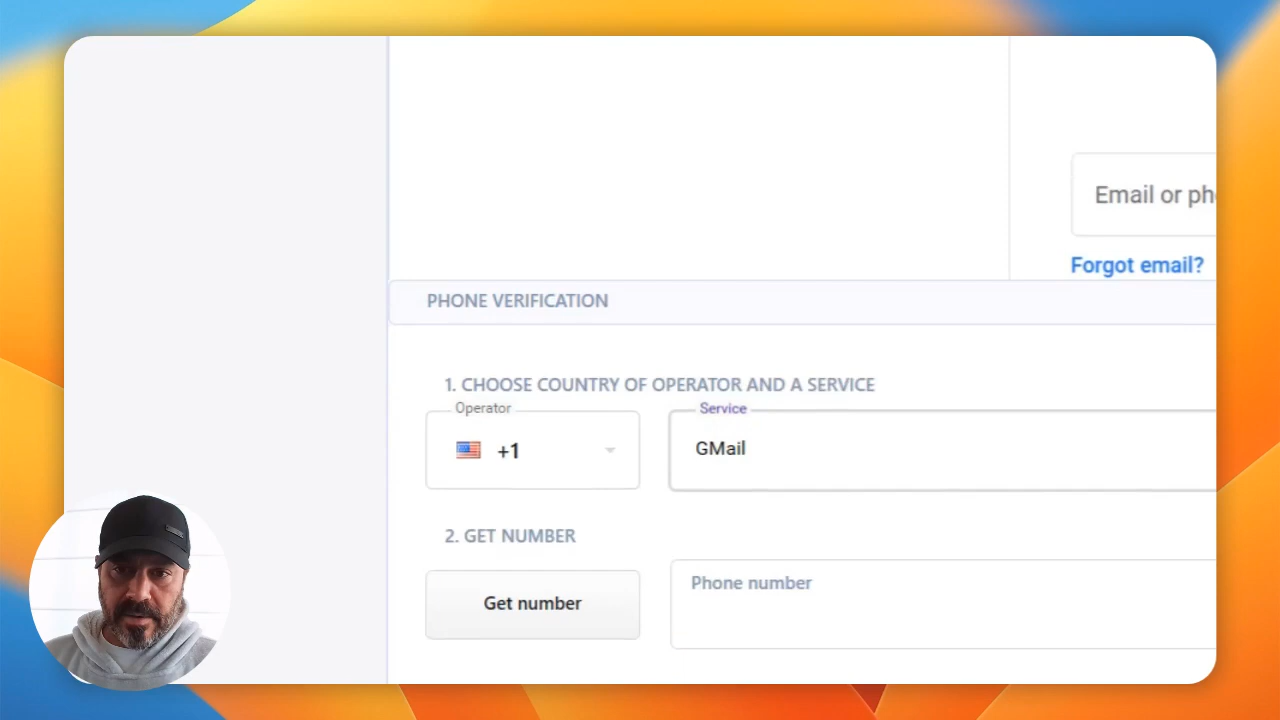 Email or ph
Forgot email?
PHONE VERIFICATION
1. CHOOSE COUNTRY OF OPERATOR AND A SERVICE
Operator
Service
+1
GMail
2. GET NUMBER
Get number
Phone number